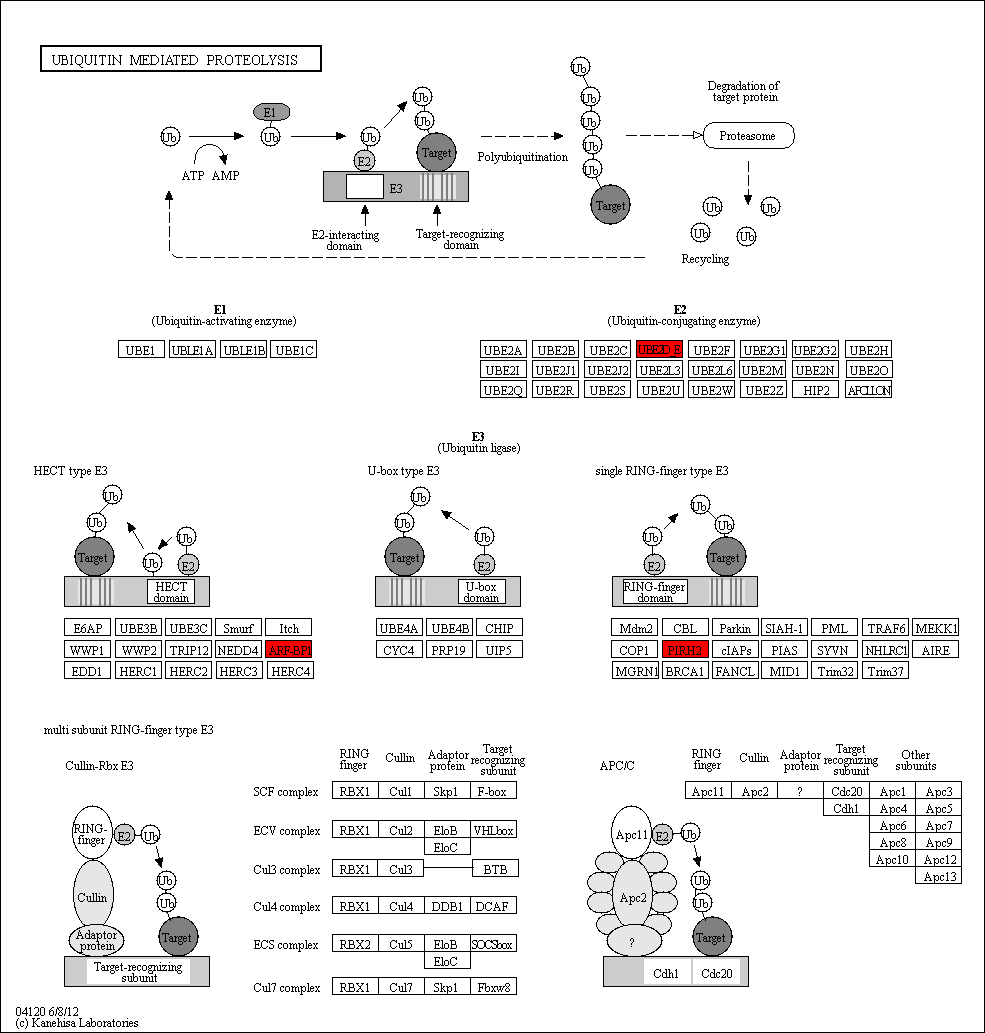 UBIQUITIN MEDIATED PROTEOLYSIS
Ub
ATP AMP
E1
Ub
Ub
Ub
Ub
E2
Target
E3
E2-interacting
domain
Target-recognizing
domain
Polyubiquitination
Ub
Ub
Ub
Ub
Ub
Target
Degradation of
target protein
Proteasome
Ub
Ub
Ub
Ub
Recycling
E1
(Ubiquitin-activating enzyme)
UBE1 UBLE1A UBLE1B UBE1C
E2
(Ubiquitin-conjugating enzyme)
UBE2A UBE2B UBE2C UBE2D_E UBE2F UBE2G1 UBE2G2 UBE2H
UBE2I UBE2J1 UBE2J2 UBE2L3 UBE2L6 UBE2M UBE2N UBE2O
UBE2Q UBE2R UBE2S UBE2U UBE2W UBE2Z HIP2 APCLLON
E3
(Ubiquitin ligase)
HECT type E3
Ub
Ub
Target
Ub
Ub
E2
HECT
domain
E6AP UBE3B UBE3C Smurf Itch
WWP1 WWP2 TRIP12 NEDD4 ARF-BP1
EDD1 HERC1 HERC2 HERC3 HERC4
U-box type E3
Ub
Ub
Target
Ub
E2
U-box
domain
UBE4A UBE4B CHIP
CYC4 PRP19 UIP5
single RING-finger type E3
Ub
E2
Ub
Ub
Target
RING-finger
domain
Mdm2 CBL Parkin SIAH-1 PML TRAF6 MEKK1
COP1 PIRH2 cIAPs PIAS SYVN NHLRC1 AIRE
MGRN1 BRCA1 FANCL MID1 Trim32 Trim37
multi subunit RING-finger type E3
Cullin-Rbx E3
RING-
finger
E2
Ub
Cullin
Ub
Ub
Adaptor
protein
Target
Target-recognizing
subunit
RING
finger
Cullin
Adaptor
protein
Target
recognizing
subunit
SCF complex RBX1 Cul1 Skp1 F-box
ECV complex RBX1 Cul2 EloB VHLbox
EloC
Cul3 complex RBX1 Cul3 BTB
Cul4 complex RBX1 Cul4 DDB1 DCAF
ECS complex RBX2 Cul5 EloB SOCSbox
EloC
Cul7 complex RBX1 Cul7 Skp1 Fbxw8
APC/C
RING
finger
Cullin
Adaptor
protein
Target
recognizing
subunit
Other
subunits
Apc11 Apc2 ? Cdc20 Apc1 Apc3
Cdh1 Apc4 Apc5
Apc6 Apc7
Apc8 Apc9
Apc10 Apc12
Apc13
Apc11
E2
Ub
Apc2
Ub
Ub
?
Target
Cdh1 Cdc20
04120 6/8/12
(c) Kanehisa Laboratories